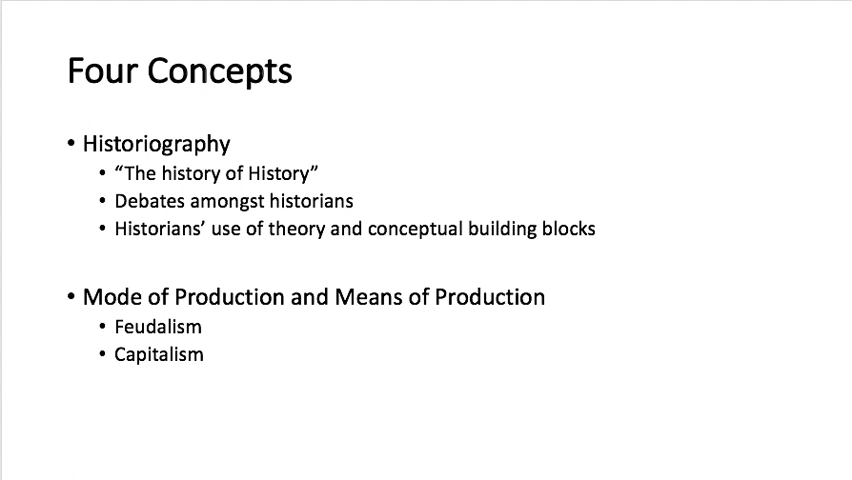 Four Concepts
• Historiography
• “The history of History”
• Debates amongst historians
• Historians’ use of theory and conceptual building blocks
• Mode of Production and Means of Production
• Feudalism
• Capitalism